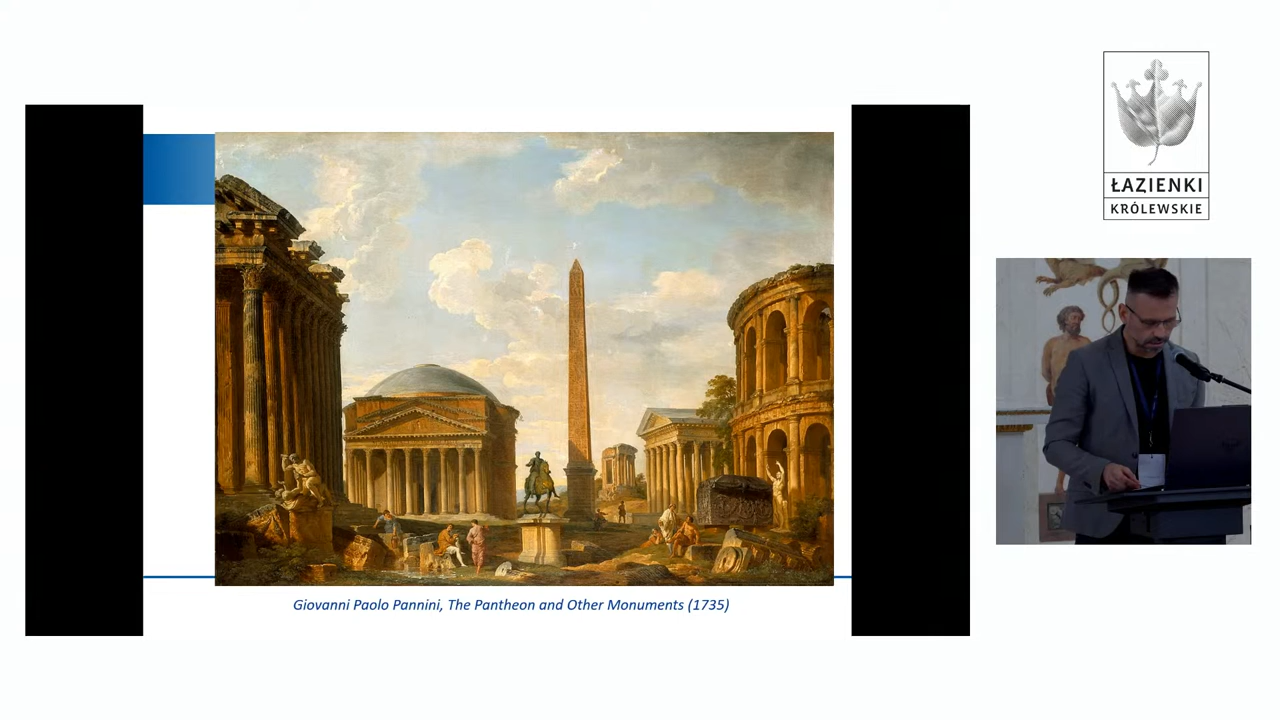 ŁAZIENKI
KRÓLEWSKIE
Giovanni Paolo Pannini, The Pantheon and Other Monuments (1735)